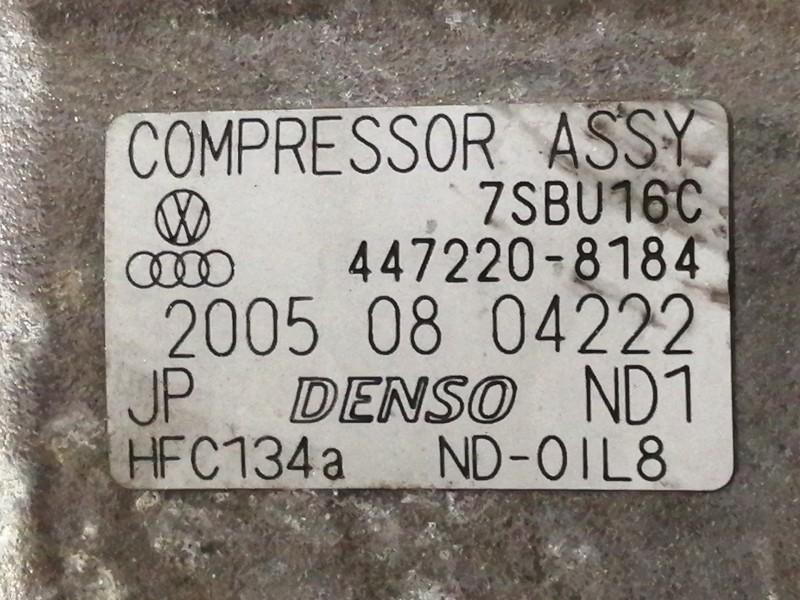 COMPRESSOR ASSY
7SBU16C
447220-8184
2005 08 04222
JP DENSO ND1
HFC134a ND-OIL8